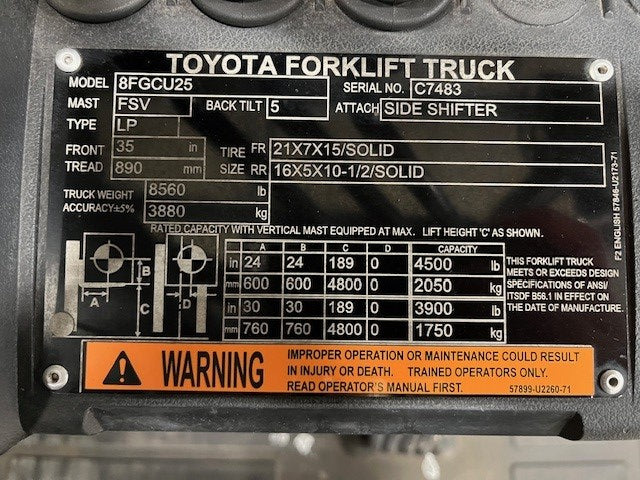 TOYOTA FORKLIFT TRUCK
MODEL 8FGCU25 SERIAL NO. C7483
MAST FSV BACK TILT 5 ATTACH SIDE SHIFTER
TYPE LP
FRONT 35 in TIRE FR 21X7X15/SOLID
TREAD 890 mm SIZE RR 16X5X10-1/2/SOLID
TRUCK WEIGHT 8560 lb
ACCURACY±5% 3880 kg
RATED CAPACITY WITH VERTICAL MAST EQUIPPED AT MAX. LIFT HEIGHT 'C' AS SHOWN.
A B C D CAPACITY
in 24 24 189 0 4500 lb
mm 600 600 4800 0 2050 kg
in 30 30 189 0 3900 lb
mm 760 760 4800 0 1750 kg
A B C D
THIS FORKLIFT TRUCK
MEETS OR EXCEEDS DESIGN
SPECIFICATIONS OF ANSI/
ITSDF B56.1 IN EFFECT ON
THE DATE OF MANUFACTURE.
F2 ENGLISH 57846-U2173-71
WARNING
IMPROPER OPERATION OR MAINTENANCE COULD RESULT
IN INJURY OR DEATH. TRAINED OPERATORS ONLY.
READ OPERATOR'S MANUAL FIRST. 57899-U2260-71